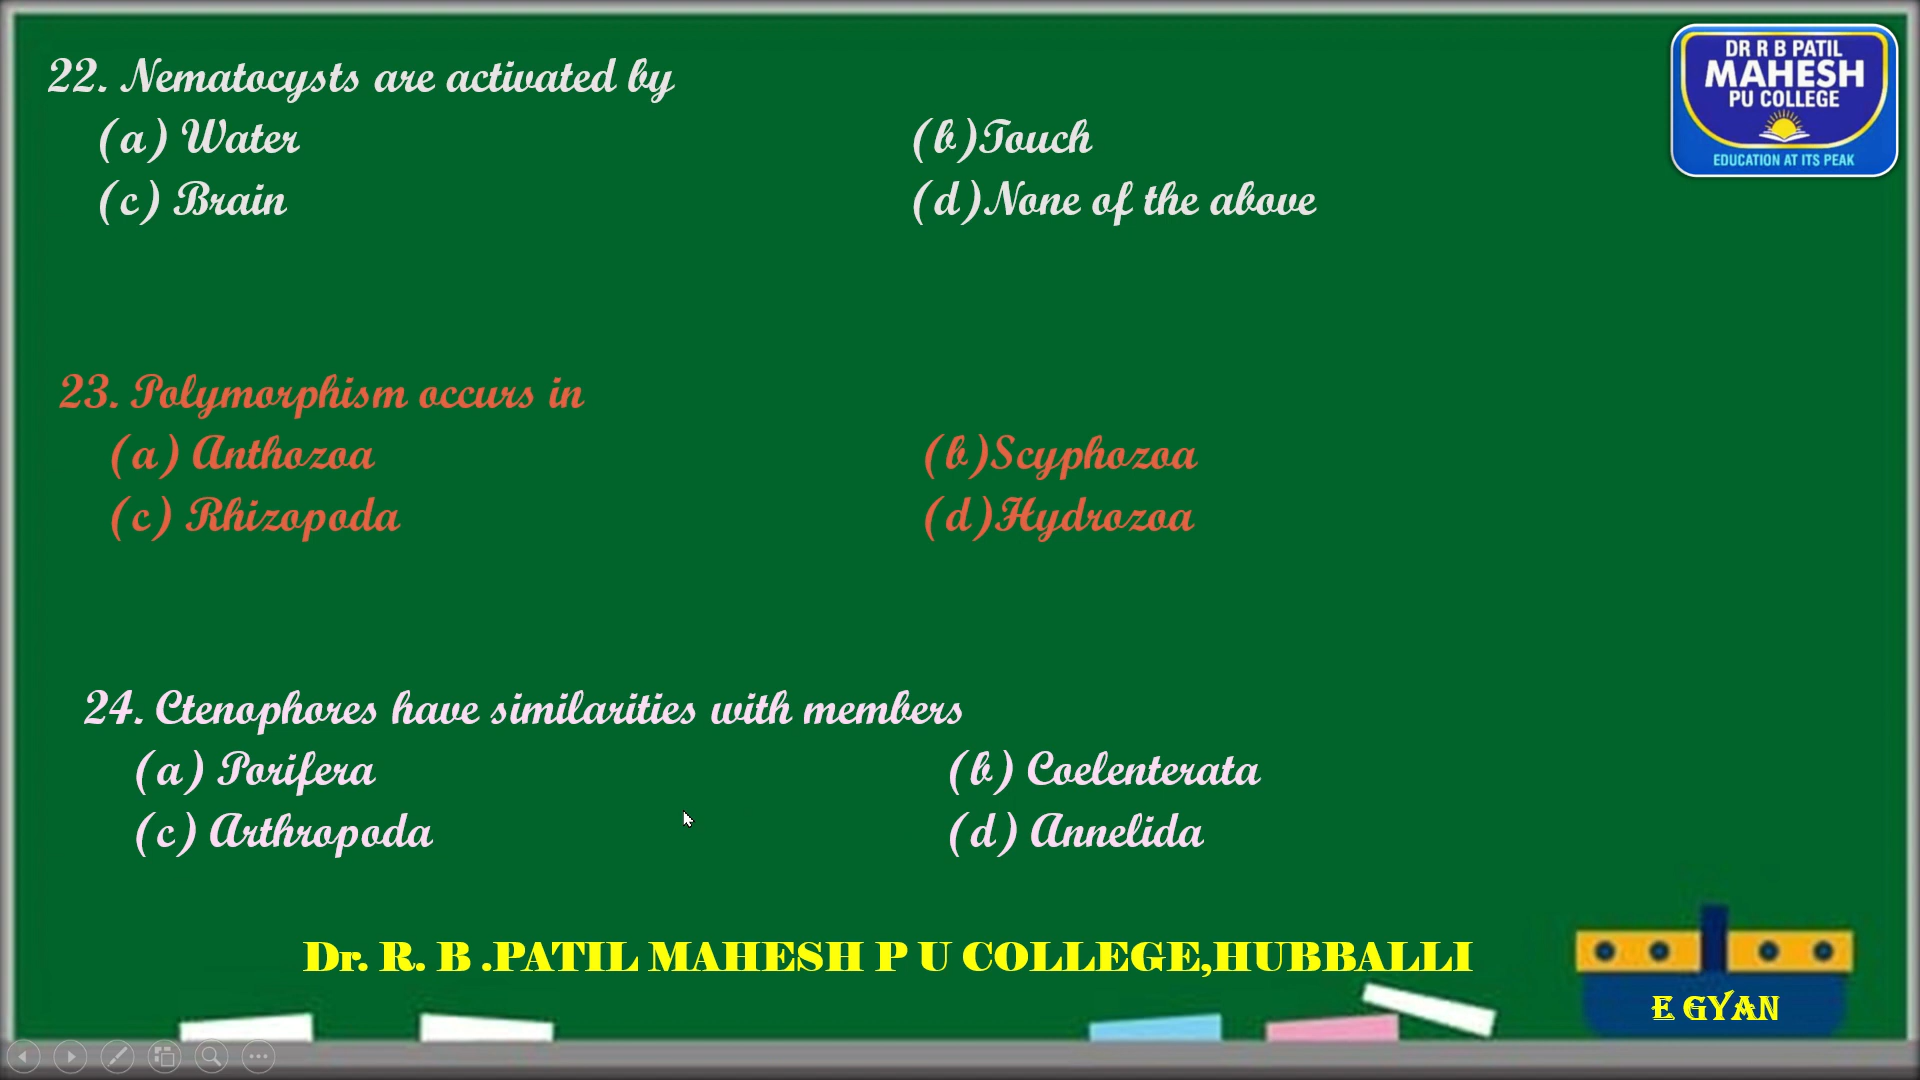 DR R B PATIL
MAHESH
PU COLLEGE
EDUCATION AT ITS PEAK
22. Nematocysts are activated by
(a) Water (b)Touch
(c) Brain (d)None of the above
23. Polymorphism occurs in
(a) Anthozoa (b)Scyphozoa
(c) Rhizopoda (d)Hydrozoa
24. Ctenophores have similarities with members
(a) Porifera (b) Coelenterata
(c) Arthropoda (d) Annelida
Dr. R. B .PATIL MAHESH P U COLLEGE,HUBBALLI
E GYAN